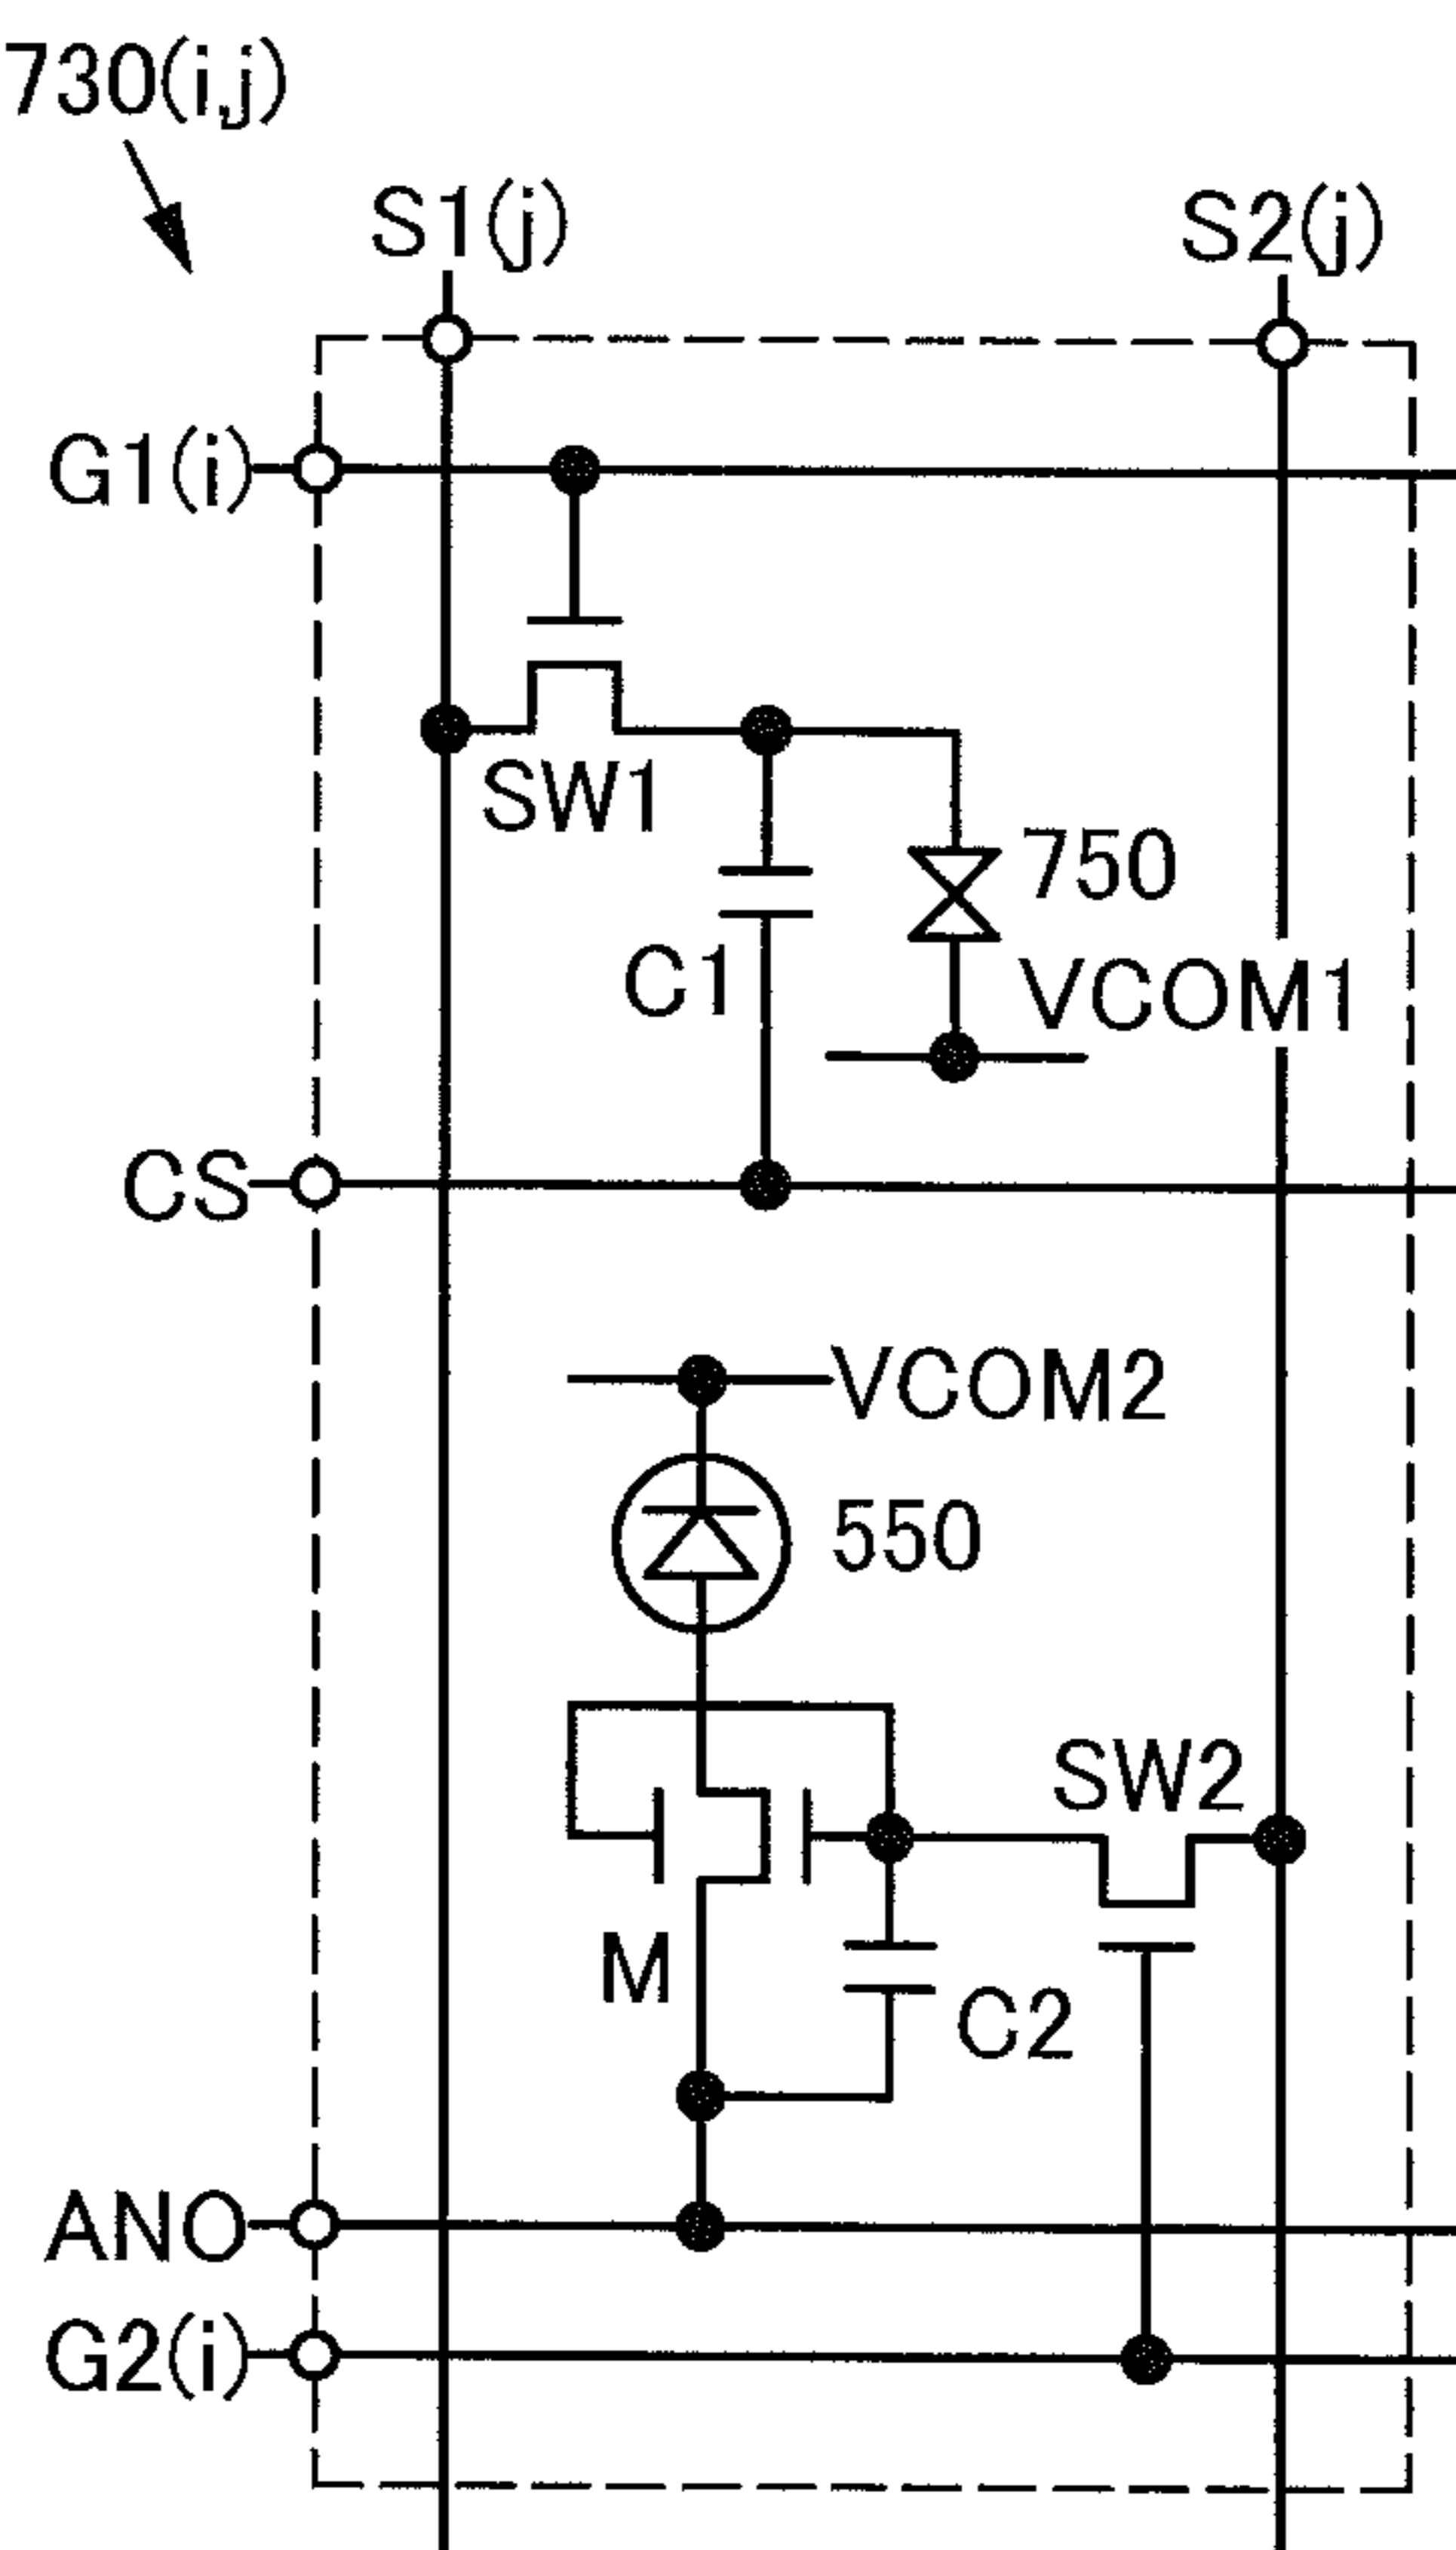 730(i,j)
S1(j)
S2(j)
G1(i)
SW1
750
C1
VCOM1
CS
VCOM2
550
SW2
M
C2
ANO
G2(i)